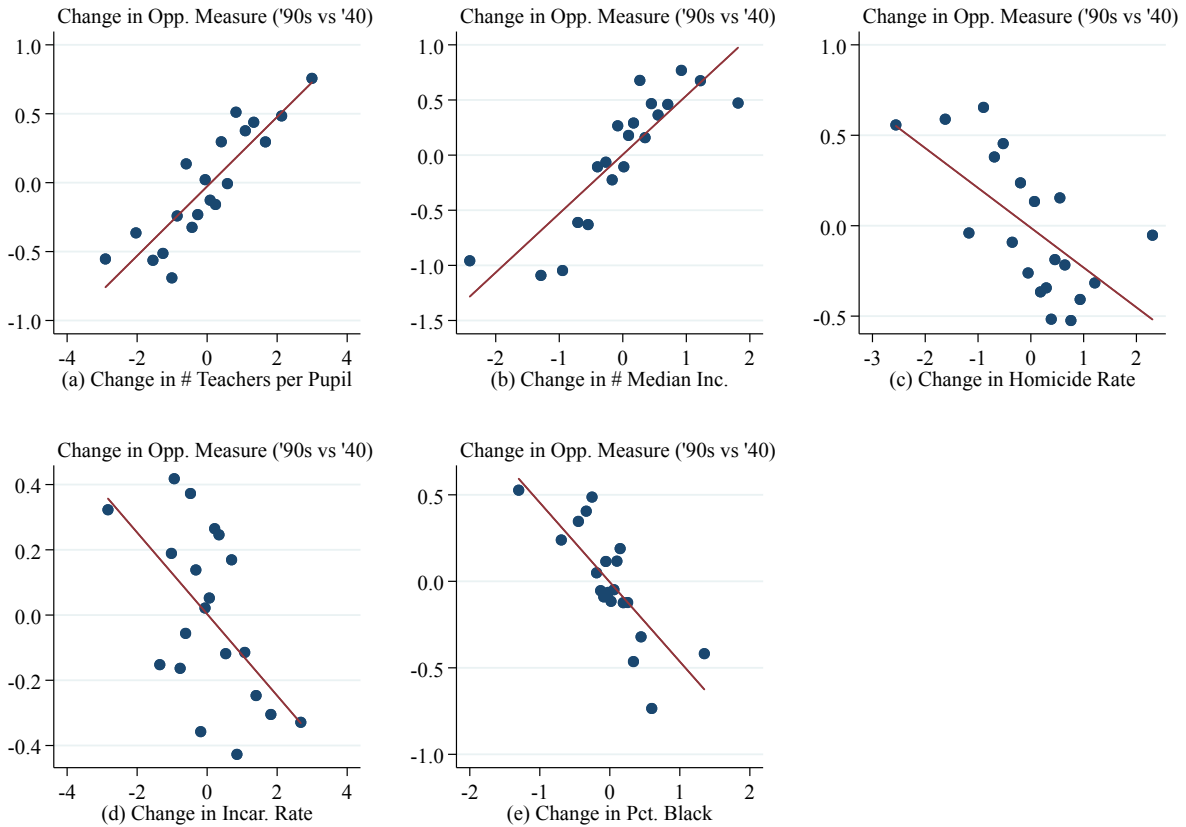 Change in Opp. Measure ('90s vs '40)
1.0
0.5
0.0
-0.5
-1.0
-4 -2 0 2 4
(a) Change in # Teachers per Pupil
Change in Opp. Measure ('90s vs '40)
1.0
0.5
0.0
-0.5
-1.0
-1.5
-2 -1 0 1 2
(b) Change in # Median Inc.
Change in Opp. Measure ('90s vs '40)
1.0
0.5
0.0
-0.5
-3 -2 -1 0 1 2
(c) Change in Homicide Rate
Change in Opp. Measure ('90s vs '40)
0.4
0.2
0.0
-0.2
-0.4
-4 -2 0 2 4
(d) Change in Incar. Rate
Change in Opp. Measure ('90s vs '40)
0.5
0.0
-0.5
-1.0
-2 -1 0 1 2
(e) Change in Pct. Black